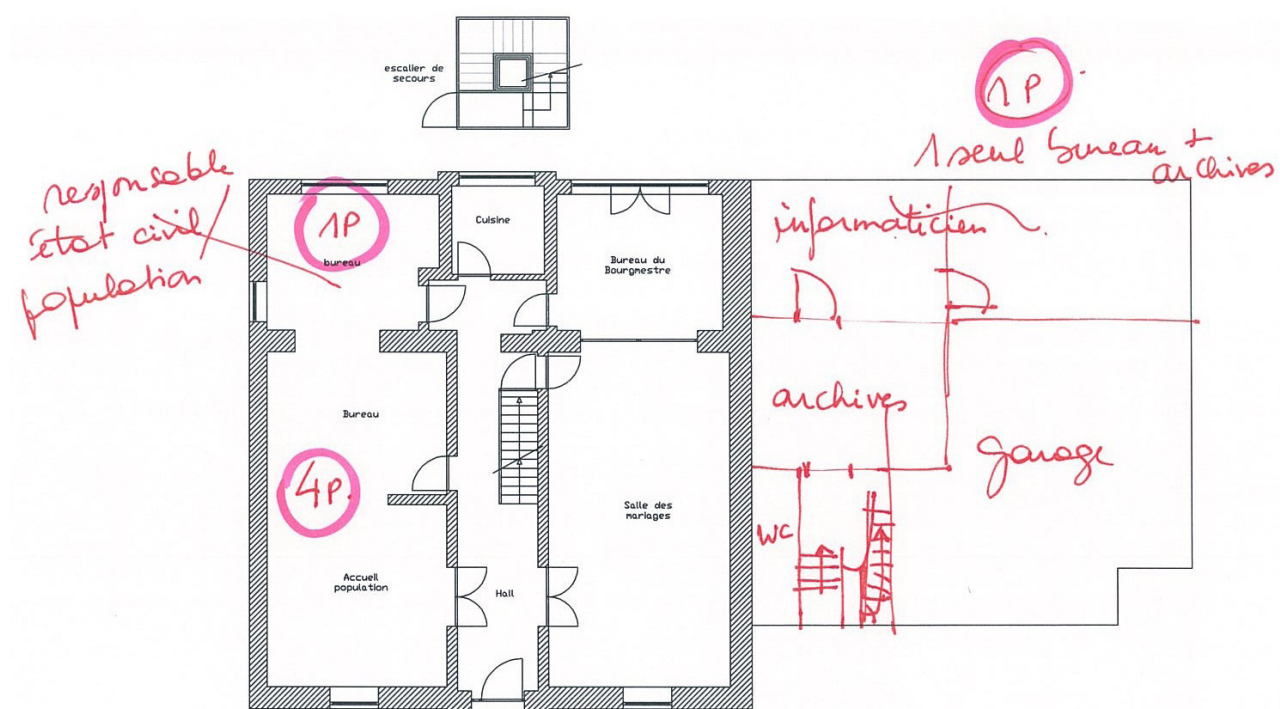 escalier de
secours
1P
1 seul bureau +
archives
responsable
état civil
population
1P
bureau
Cuisine
Bureau du
Bourgmestre
informaticien
Bureau
4P.
archives
garage
Salle des
mariages
WC
Accueil
population
Hall